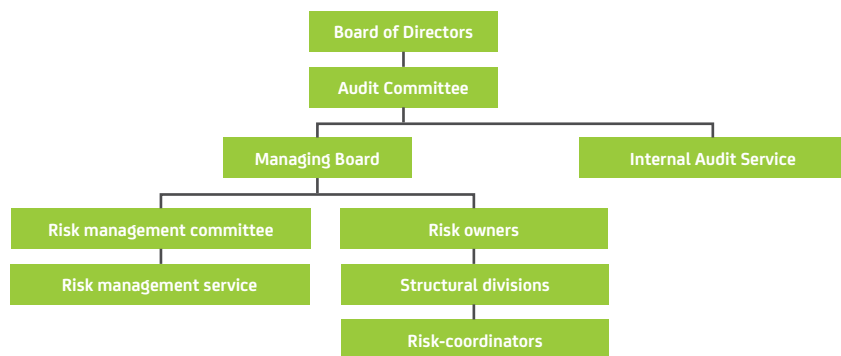 Board of Directors
Audit Committee
Managing Board
Internal Audit Service
Risk management committee
Risk owners
Risk management service
Structural divisions
Risk-coordinators